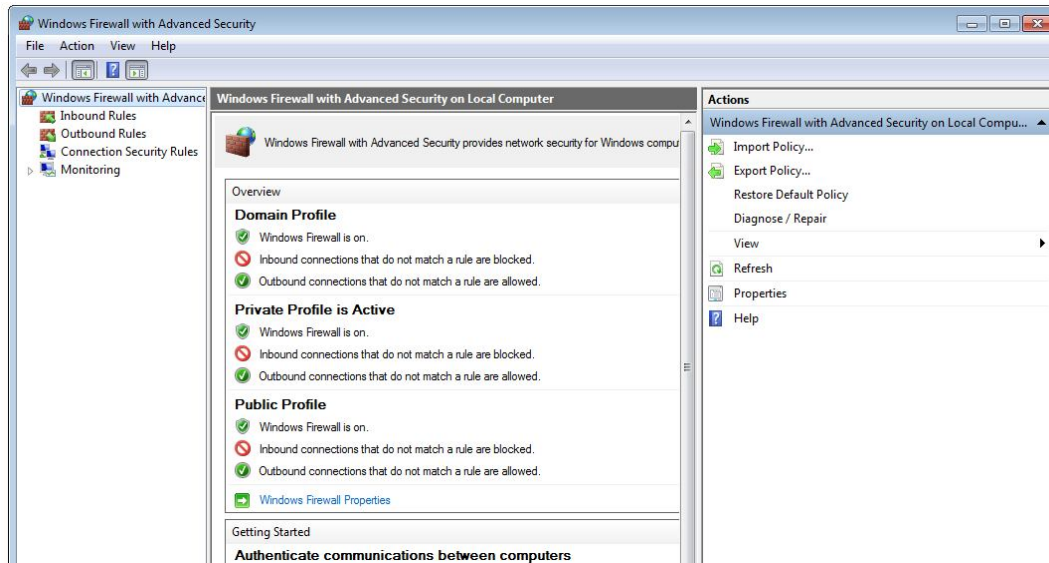 Windows Firewall with Advanced Security
File Action View Help
Windows Firewall with Advance
Inbound Rules
Outbound Rules
Connection Security Rules
Monitoring
Windows Firewall with Advanced Security on Local Computer
Windows Firewall with Advanced Security provides network security for Windows compu
Overview
Domain Profile
Windows Firewall is on.
Inbound connections that do not match a rule are blocked.
Outbound connections that do not match a rule are allowed.
Private Profile is Active
Windows Firewall is on.
Inbound connections that do not match a rule are blocked.
Outbound connections that do not match a rule are allowed.
Public Profile
Windows Firewall is on.
Inbound connections that do not match a rule are blocked.
Outbound connections that do not match a rule are allowed.
Windows Firewall Properties
Getting Started
Authenticate communications between computers
Actions
Windows Firewall with Advanced Security on Local Compu...
Import Policy...
Export Policy...
Restore Default Policy
Diagnose / Repair
View
Refresh
Properties
Help